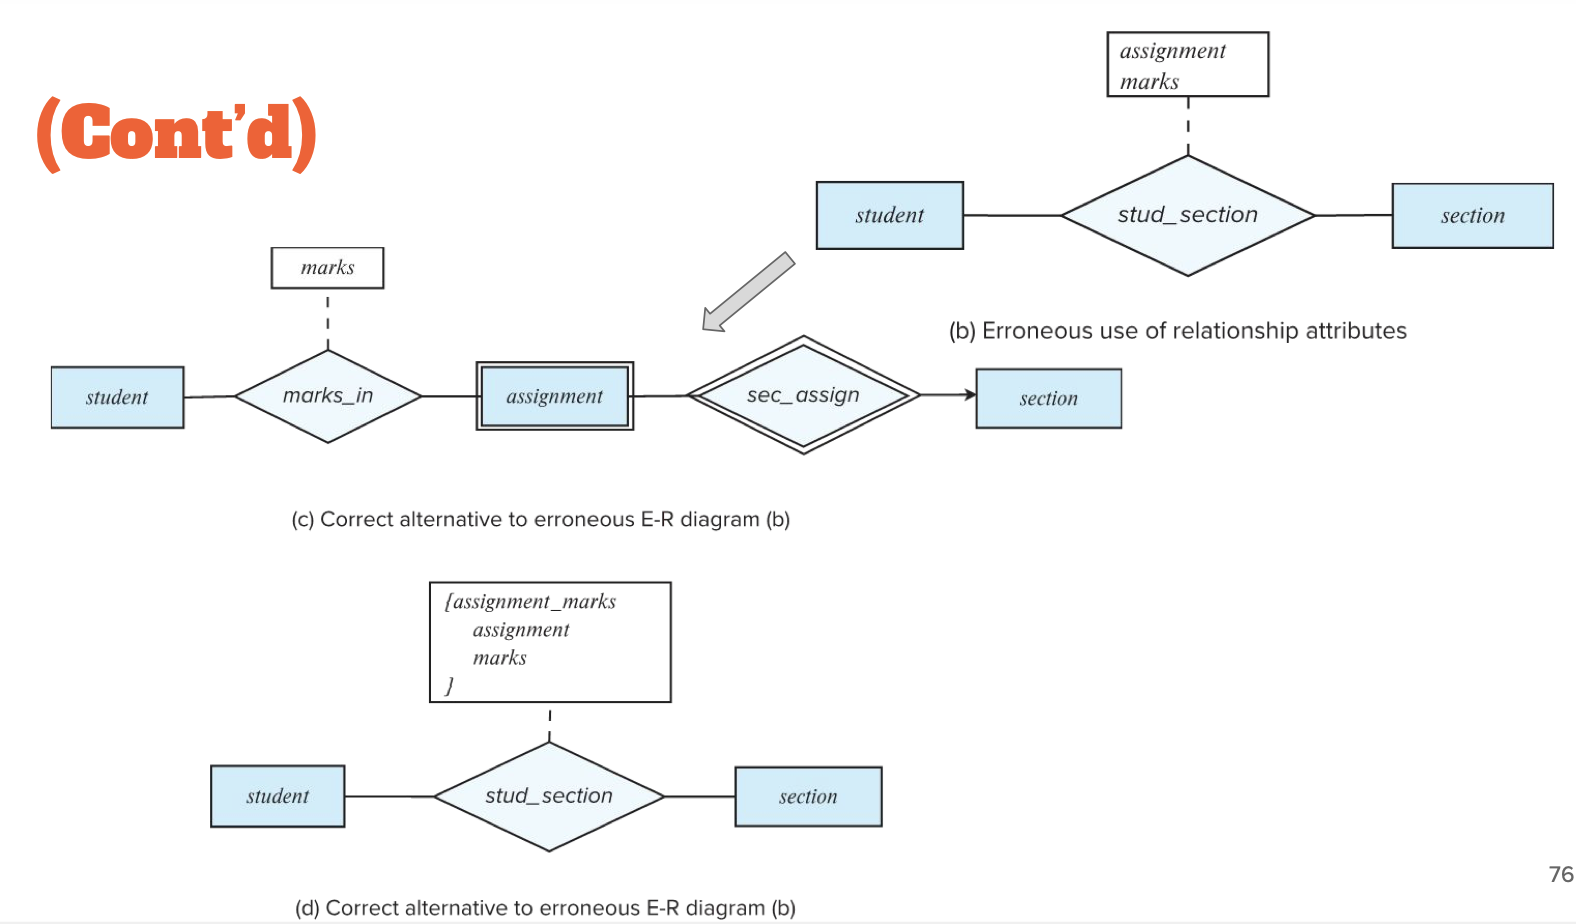 (Cont’d)
assignment
marks
student
stud_section
section
(b) Erroneous use of relationship attributes
marks
student
marks_in
assignment
sec_assign
section
(c) Correct alternative to erroneous E-R diagram (b)
[assignment_marks
assignment
marks
]
student
stud_section
section
(d) Correct alternative to erroneous E-R diagram (b)
76